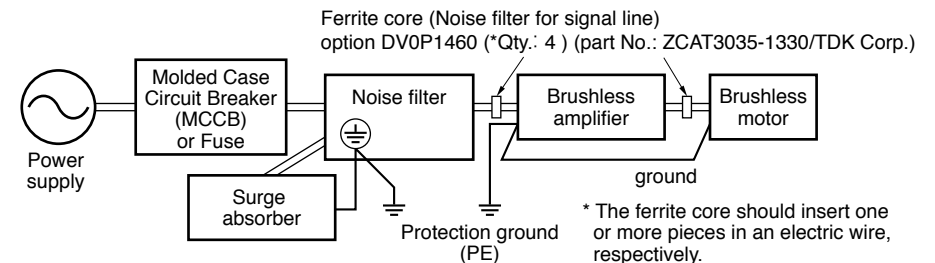 Ferrite core (Noise filter for signal line)
option DV0P1460 (*Qty.: 4 ) (part No.: ZCAT3035-1330/TDK Corp.)
Molded Case
Circuit Breaker
(MCCB)
or Fuse
Noise filter
Brushless
amplifier
Brushless
motor
Power
supply
Surge
absorber
ground
Protection ground
(PE)
* The ferrite core should insert one
or more pieces in an electric wire,
respectively.